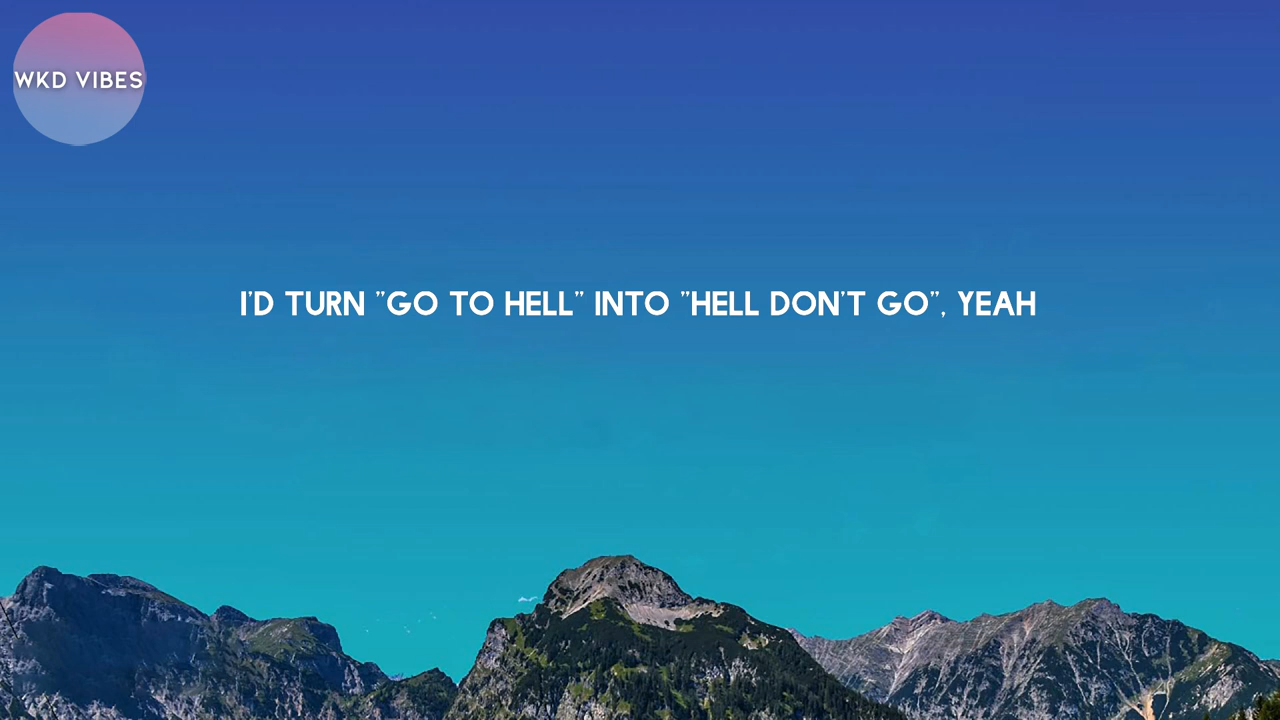 WKD VIBES
I'D TURN "GO TO HELL" INTO "HELL DON'T GO", YEAH